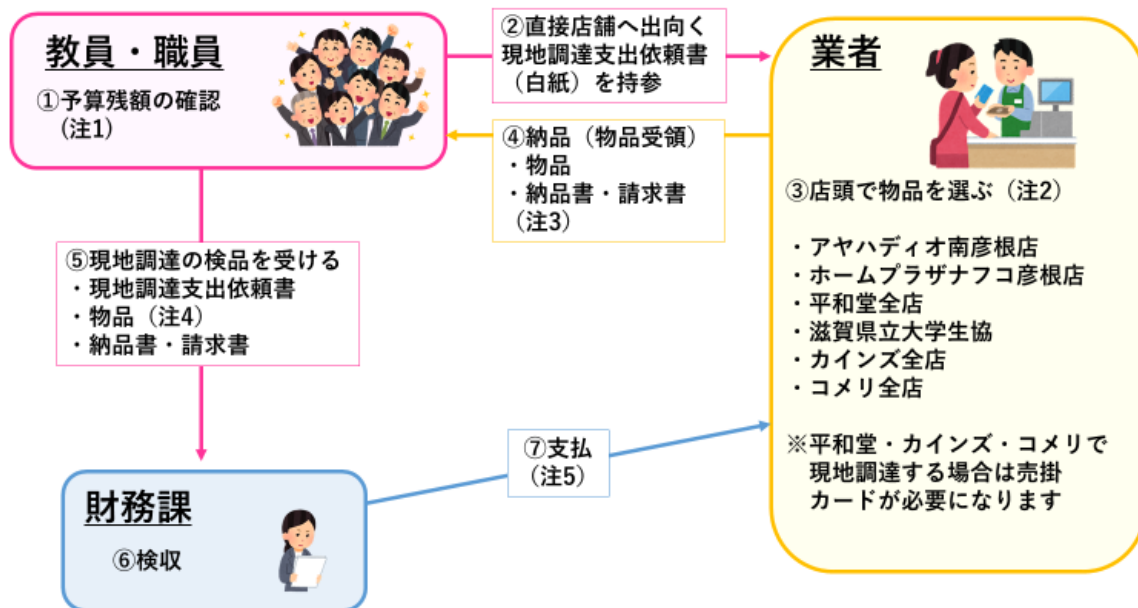 教員・職員
①予算残額の確認
(注1)
②直接店舗へ出向く
現地調達支出依頼書
(白紙)を持参
業者
③店頭で物品を選ぶ(注2)
・アヤハディオ南彦根店
・ホームプラザナフコ彦根店
・平和堂全店
・滋賀県立大学生協
・カインズ全店
・コメリ全店
※平和堂・カインズ・コメリで
現地調達する場合は売掛
カードが必要になります
④納品(物品受領)
・物品
・納品書・請求書
(注3)
⑤現地調達の検品を受ける
・現地調達支出依頼書
・物品(注4)
・納品書・請求書
財務課
⑥検収
⑦支払
(注5)